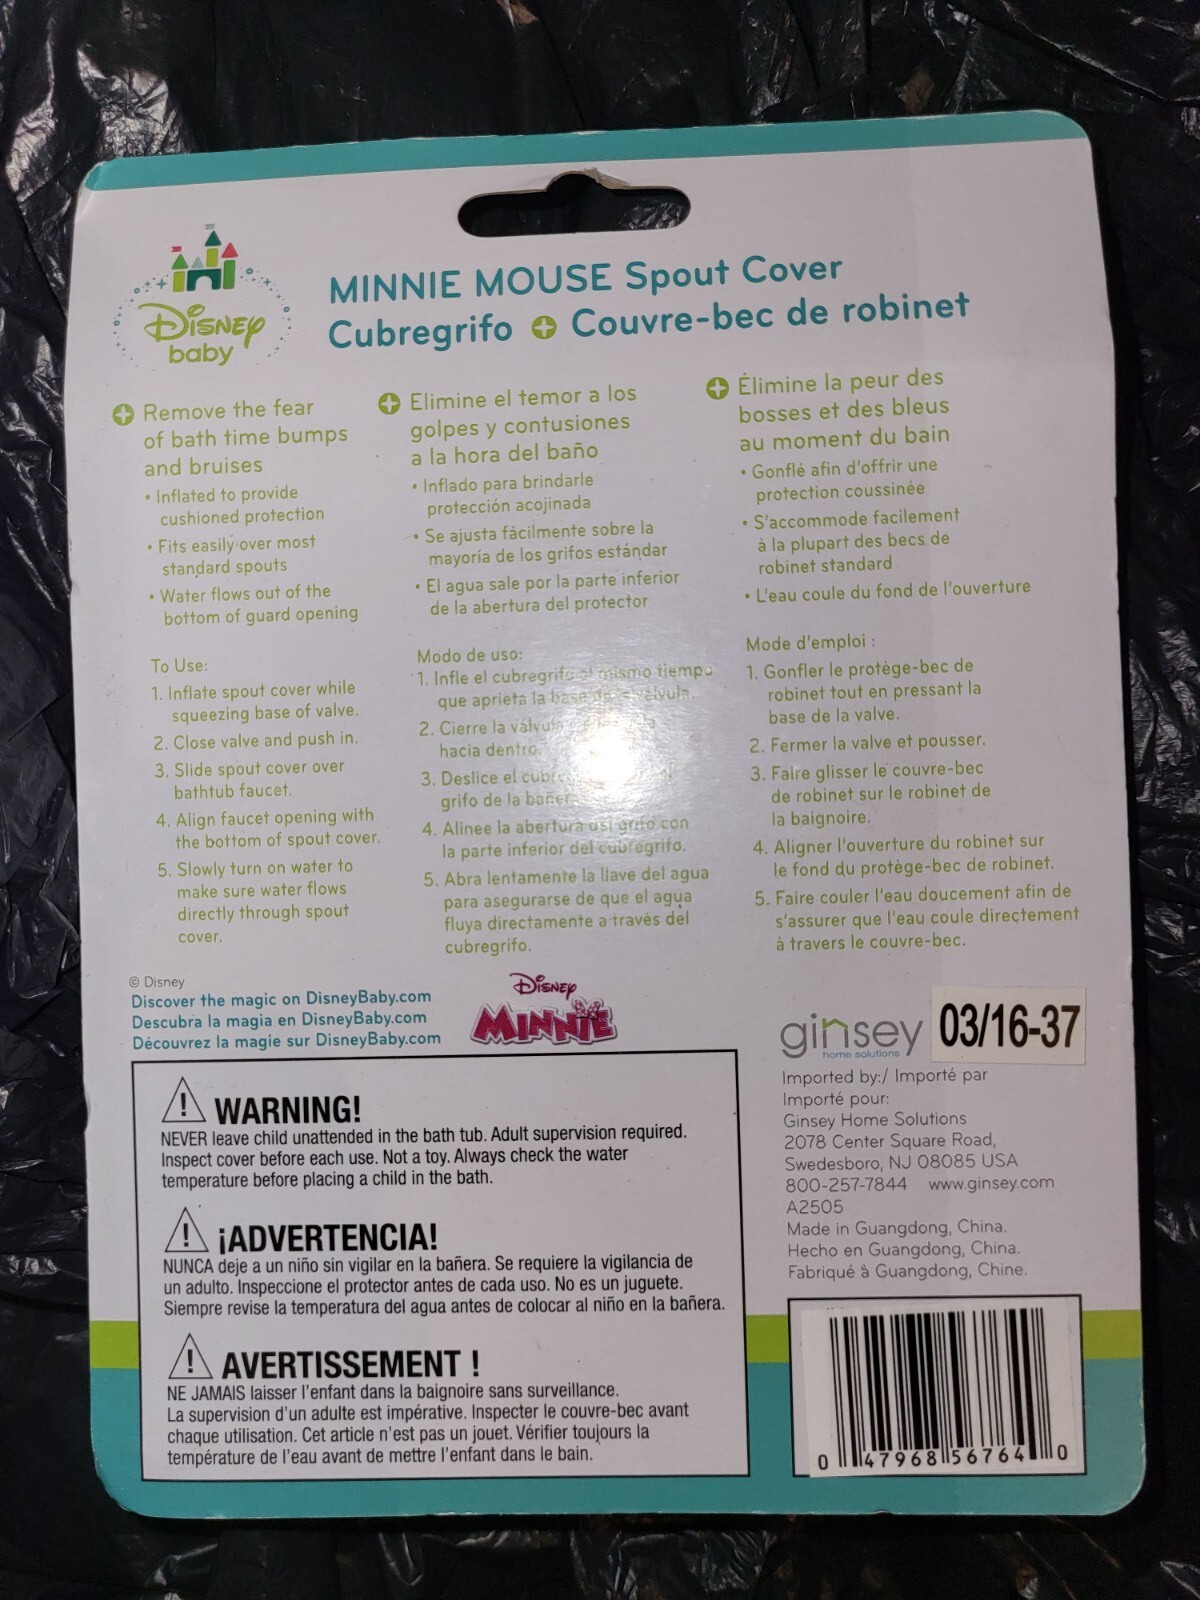 Disney
baby
MINNIE MOUSE Spout Cover
Cubregrifo + Couvre-bec de robinet
Remove the fear
of bath time bumps
and bruises
• Inflated to provide
cushioned protection
• Fits easily over most
standard spouts
• Water flows out of the
bottom of guard opening
To Use:
1. Inflate spout cover while
squeezing base of valve.
2. Close valve and push in.
3. Slide spout cover over
bathtub faucet.
4. Align faucet opening with
the bottom of spout cover.
5. Slowly turn on water to
make sure water flows
directly through spout
cover.
Elimine el temor a los
golpes y contusiones
a la hora del baño
• Inflado para brindarle
protección acojinada
• Se ajusta fácilmente sobre la
mayoría de los grifos estándar
• El agua sale por la parte inferior
de la abertura del protector
Modo de uso:
1. Infle el cubregrifo al mismo tiempo
que aprieta la base de la válvula.
2. Cierre la válvula
hacia dentro.
3. Deslice el
grifo de la bañera.
4. Alinee la abertura del grifo con
la parte inferior del cubregrifo.
5. Abra lentamente la llave del agua
para asegurarse de que el agua
fluya directamente a través del
cubregrifo.
Élimine la peur des
bosses et des bleus
au moment du bain
• Gonflé afin d'offrir une
protection coussinée
• S'accommode facilement
à la plupart des becs de
robinet standard
• L'eau coule du fond de l'ouverture
Mode d'emploi :
1. Gonfler le protège-bec de
robinet tout en pressant la
base de la valve.
2. Fermer la valve et pousser.
3. Faire glisser le couvre-bec
de robinet sur le robinet de
la baignoire.
4. Aligner l'ouverture du robinet sur
le fond du protège-bec de robinet.
5. Faire couler l'eau doucement afin de
s'assurer que l'eau coule directement
à travers le couvre-bec.
© Disney
Discover the magic on DisneyBaby.com
Descubra la magia en DisneyBaby.com
Découvrez la magie sur DisneyBaby.com
Disney
MINNIE
ginsey
home solutions
03/16-37
Imported by:/ Importé par
Importé pour:
Ginsey Home Solutions
2078 Center Square Road,
Swedesboro, NJ 08085 USA
800-257-7844 www.ginsey.com
A2505
Made in Guangdong, China.
Hecho en Guangdong, China.
Fabriqué à Guangdong, Chine.
WARNING!
NEVER leave child unattended in the bath tub. Adult supervision required.
Inspect cover before each use. Not a toy. Always check the water
temperature before placing a child in the bath.
¡ADVERTENCIA!
NUNCA deje a un niño sin vigilar en la bañera. Se requiere la vigilancia de
un adulto. Inspeccione el protector antes de cada uso. No es un juguete.
Siempre revise la temperatura del agua antes de colocar al niño en la bañera.
AVERTISSEMENT !
NE JAMAIS laisser l'enfant dans la baignoire sans surveillance.
La supervision d'un adulte est impérative. Inspecter le couvre-bec avant
chaque utilisation. Cet article n'est pas un jouet. Vérifier toujours la
température de l'eau avant de mettre l'enfant dans le bain.
0 47968 56764 0